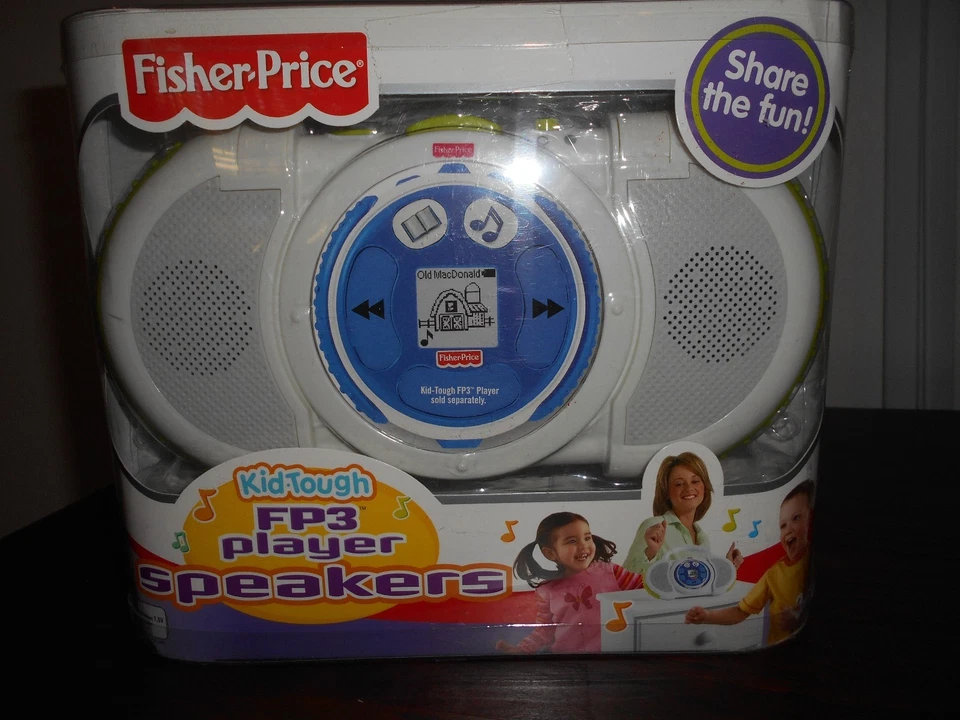 Fisher-Price®
Share
the fun!
Fisher-Price
Old MacDonald
Fisher-Price
Kid-Tough FP3™ Player
sold separately.
Kid-Tough
FP3™
player
speakers